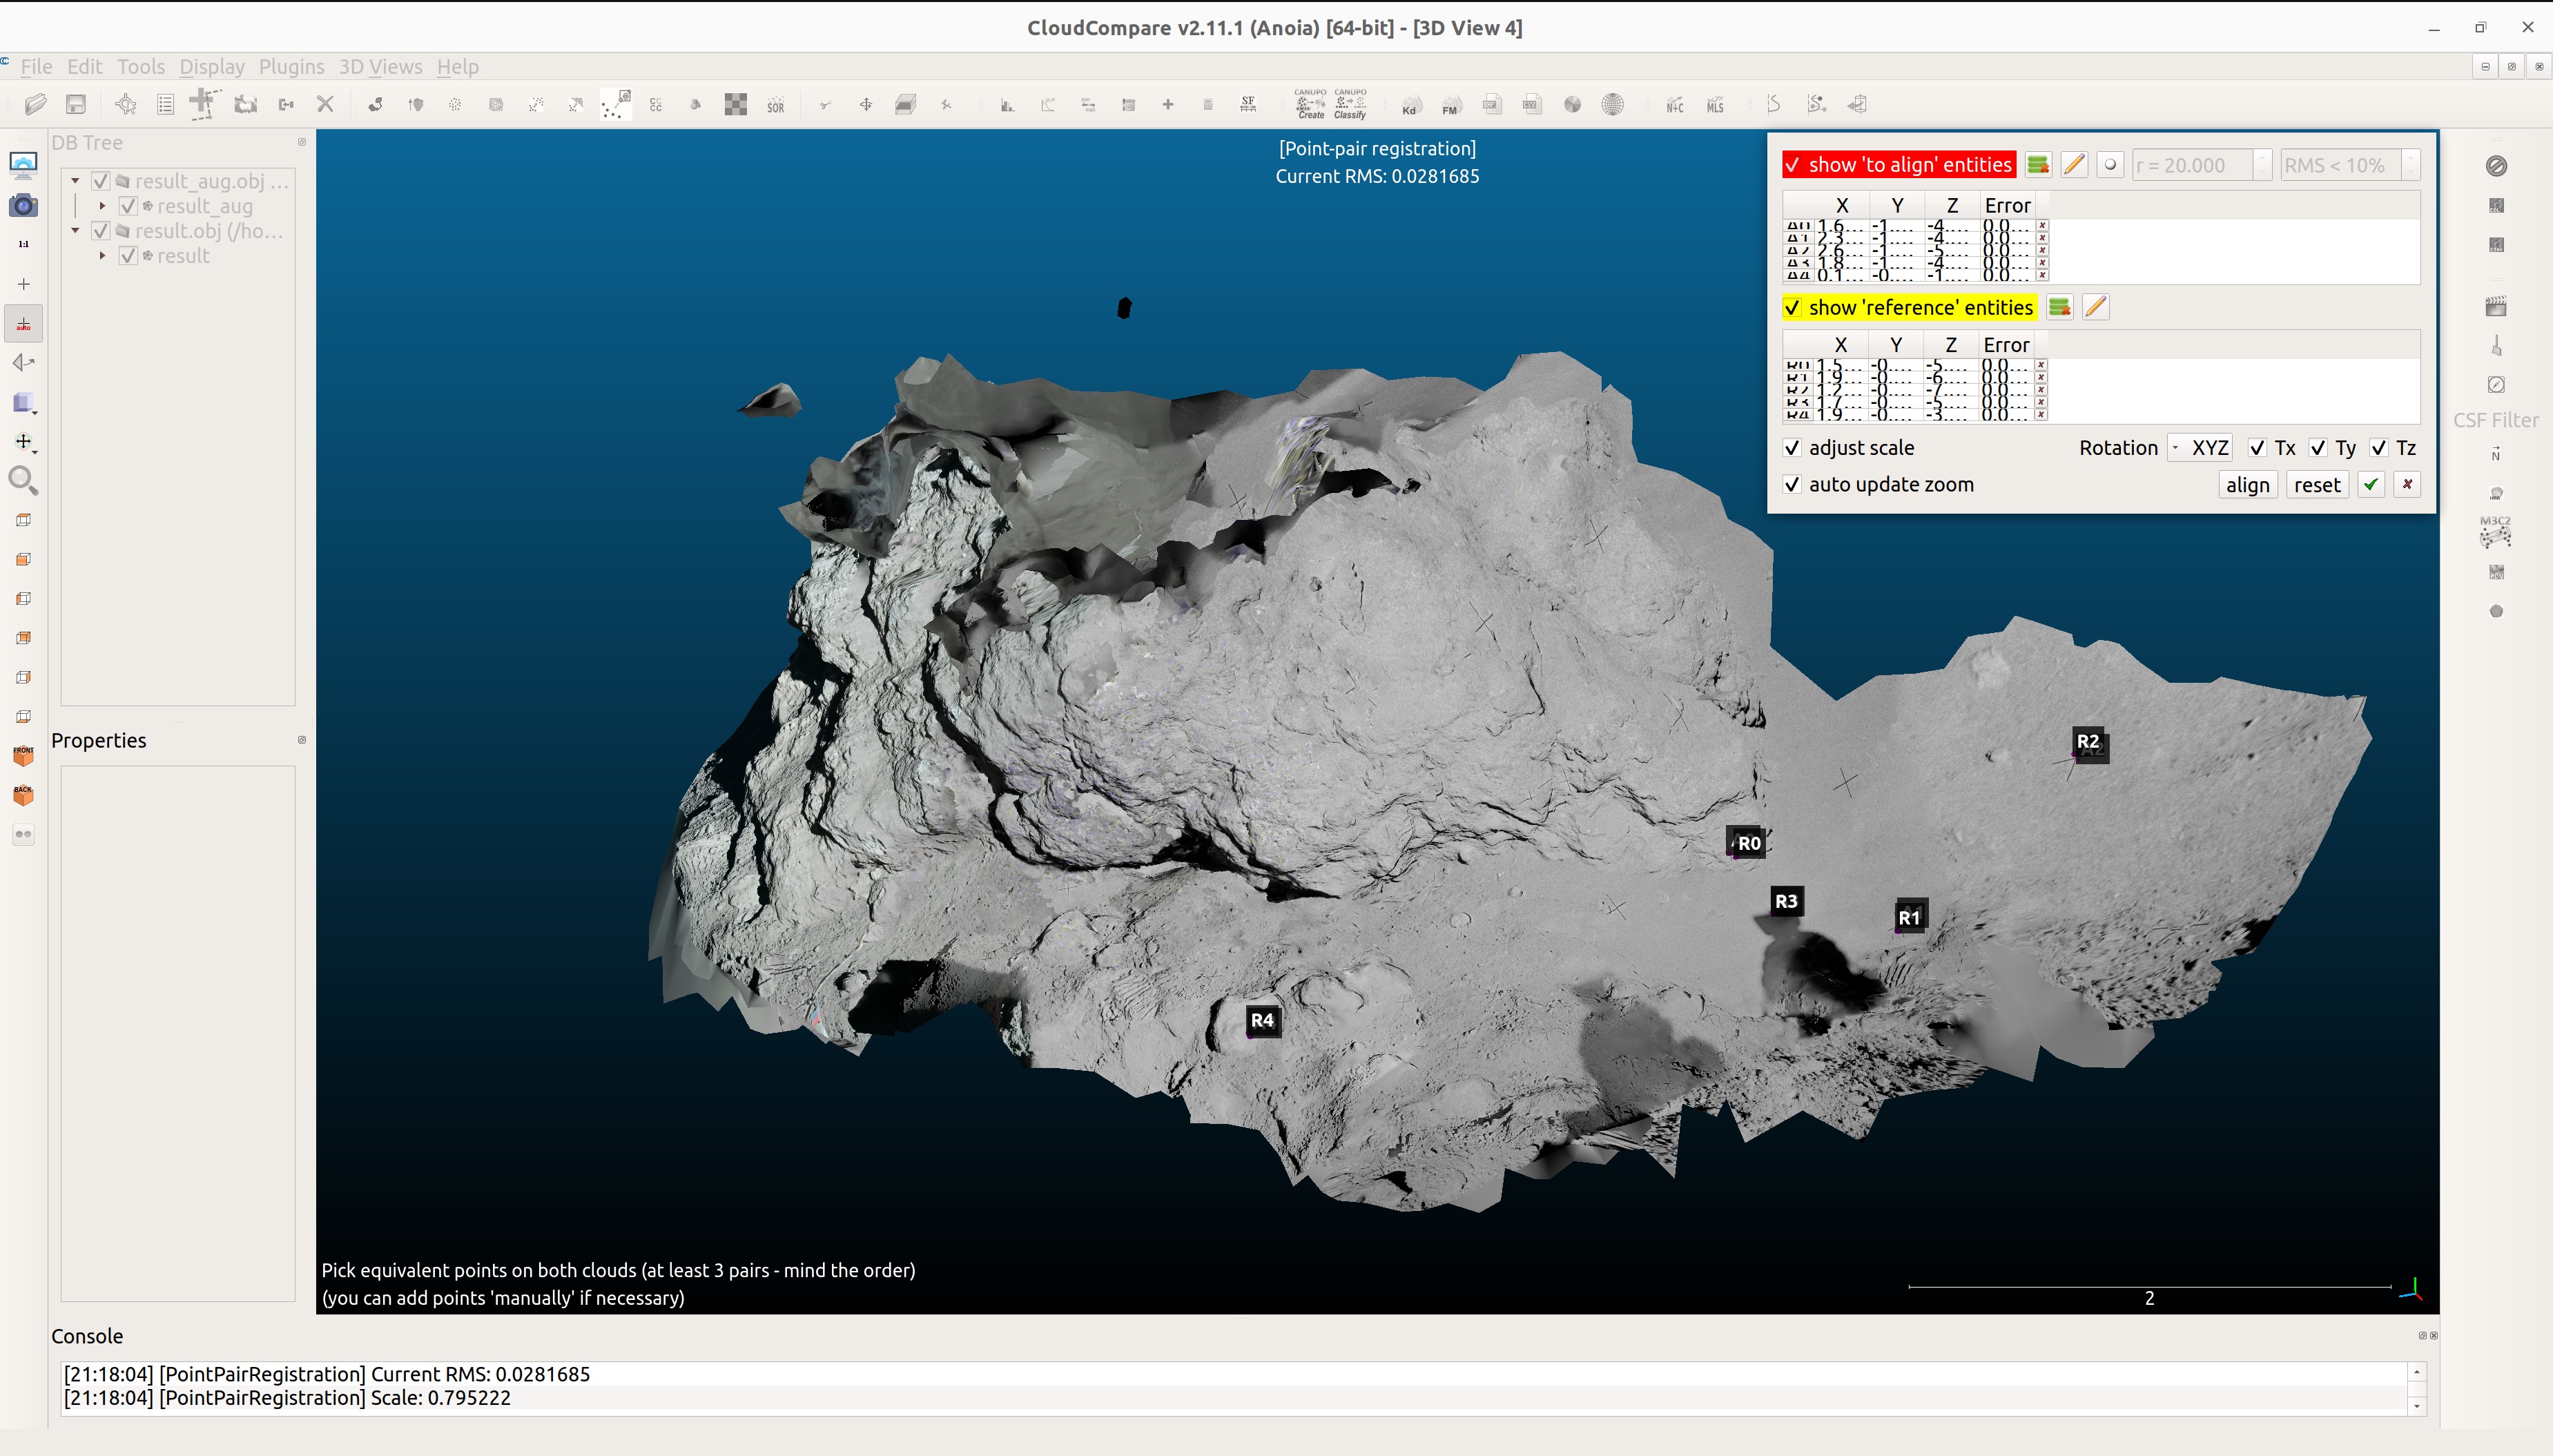 CloudCompare v2.11.1 (Anoia) [64-bit] - [3D View 4]
File Edit Tools Display Plugins 3D Views Help
SOR SF CANUPO Create CANUPO Classify Kd FM N+C MLS
DB Tree
result_aug.obj ...
result_aug
result.obj (/ho...
result
1:1
auto
FRONT
BACK
Properties
[Point-pair registration]
Current RMS: 0.0281685
show 'to align' entities r = 20.000 RMS < 10%
X Y Z Error
A0 1.6... -1.... -4.... 0.0...
A1 2.3... -1.... -4.... 0.0...
A2 2.6... -1.... -5.... 0.0...
A3 1.8... -1.... -4.... 0.0...
A4 0.1... -0.... -1.... 0.0...
show 'reference' entities
X Y Z Error
R0 1.5... -0.... -5.... 0.0...
R1 1.9... -0.... -6.... 0.0...
R2 1.2... -0.... -7.... 0.0...
R3 1.7... -0.... -5.... 0.0...
R4 1.9... -0.... -3.... 0.0...
adjust scale Rotation XYZ Tx Ty Tz
auto update zoom align reset
CSF Filter
N
M3C2
R2
R0
R3
R1
R4
Pick equivalent points on both clouds (at least 3 pairs - mind the order)
(you can add points 'manually' if necessary)
2
Console
[21:18:04] [PointPairRegistration] Current RMS: 0.0281685
[21:18:04] [PointPairRegistration] Scale: 0.795222